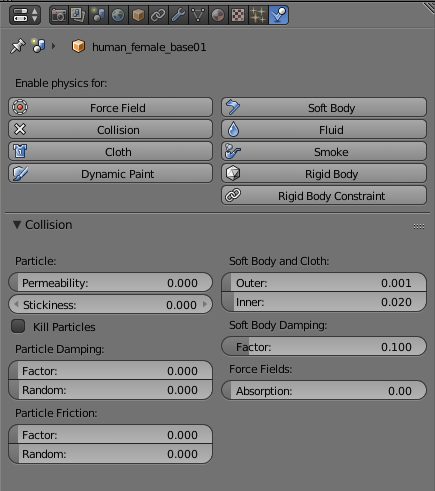 human_female_base01
Enable physics for:
Force Field
Soft Body
Collision
Fluid
Cloth
Smoke
Dynamic Paint
Rigid Body
Rigid Body Constraint
Collision
Particle:
Permeability: 0.000
Stickiness: 0.000
Kill Particles
Particle Damping:
Factor: 0.000
Random: 0.000
Particle Friction:
Factor: 0.000
Random: 0.000
Soft Body and Cloth:
Outer: 0.001
Inner: 0.020
Soft Body Damping:
Factor: 0.100
Force Fields:
Absorption: 0.00